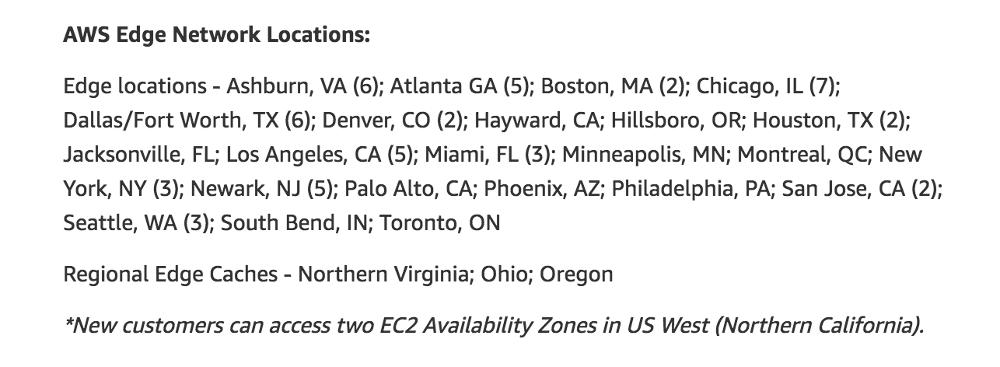 AWS Edge Network Locations:
Edge locations - Ashburn, VA (6); Atlanta GA (5); Boston, MA (2); Chicago, IL (7);
Dallas/Fort Worth, TX (6); Denver, CO (2); Hayward, CA; Hillsboro, OR; Houston, TX (2);
Jacksonville, FL; Los Angeles, CA (5); Miami, FL (3); Minneapolis, MN; Montreal, QC; New
York, NY (3); Newark, NJ (5); Palo Alto, CA; Phoenix, AZ; Philadelphia, PA; San Jose, CA (2);
Seattle, WA (3); South Bend, IN; Toronto, ON
Regional Edge Caches - Northern Virginia; Ohio; Oregon
*New customers can access two EC2 Availability Zones in US West (Northern California).